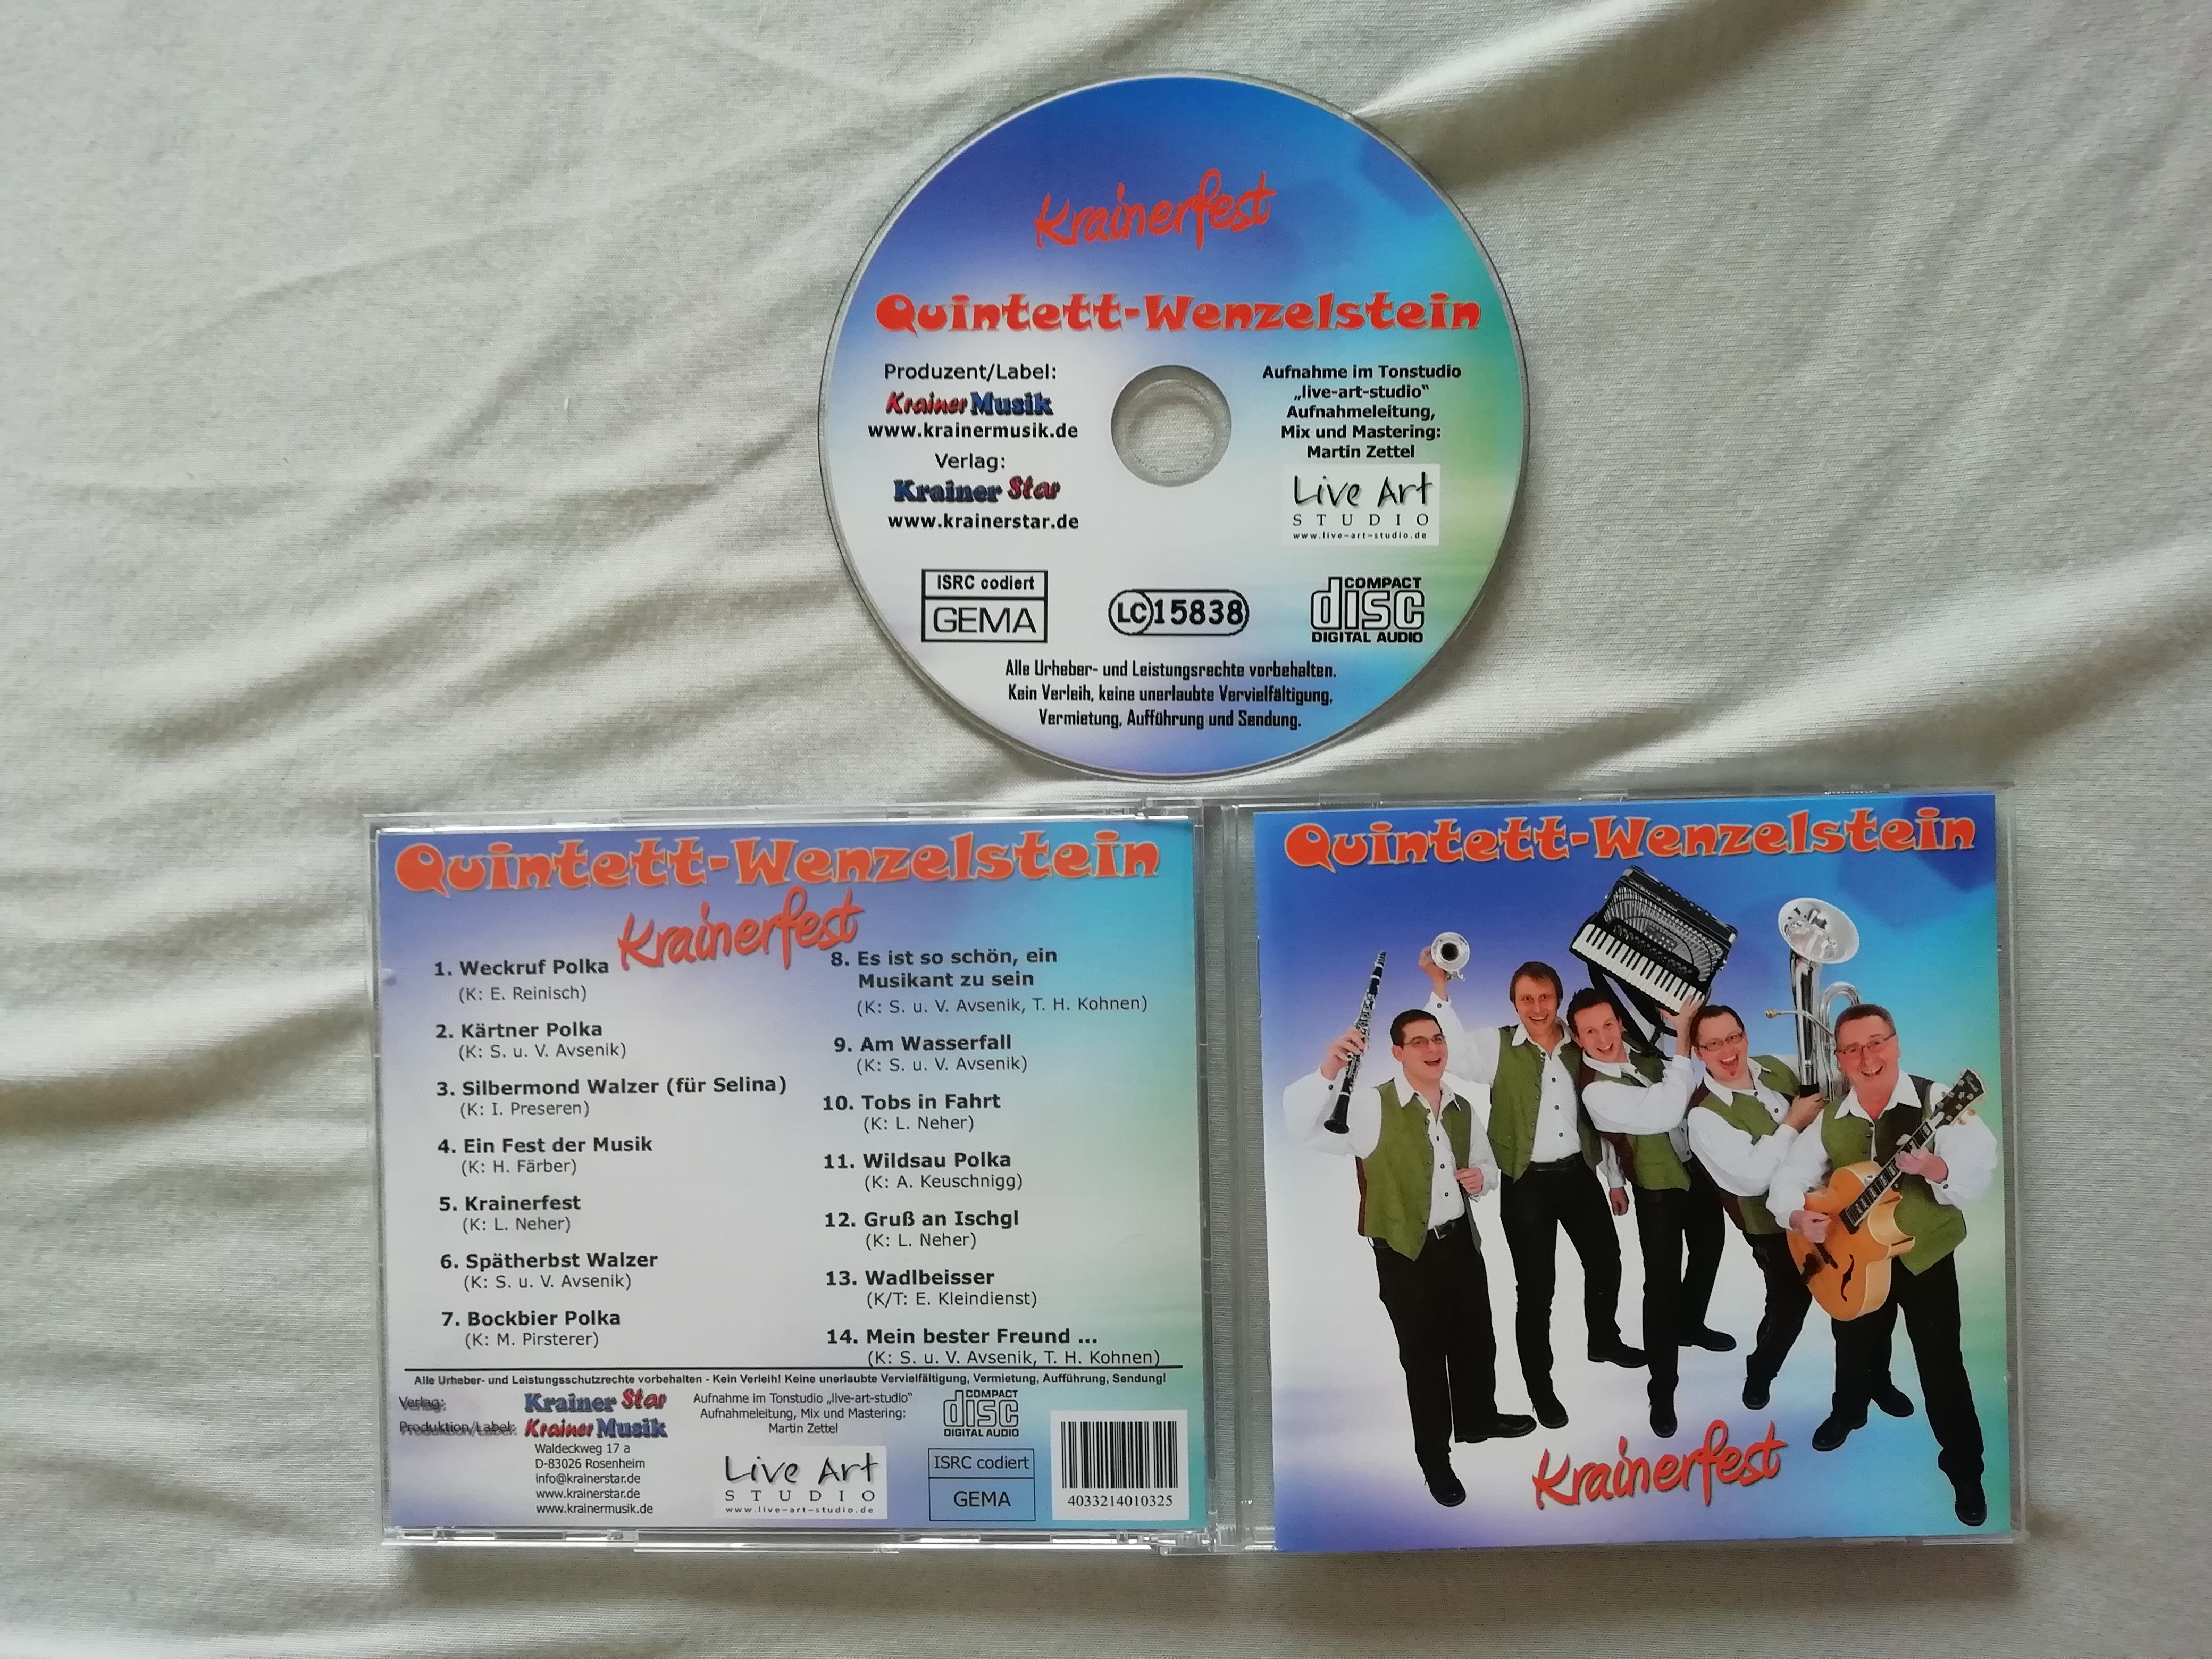 Krainerfest
Quintett-Wenzelstein
Produzent/Label:
Krainer Musik
www.krainermusik.de
Verlag:
Krainer Star
www.krainerstar.de
Aufnahme im Tonstudio
„live-art-studio“
Aufnahmeleitung,
Mix und Mastering:
Martin Zettel
Live Art
STUDIO
www.live-art-studio.de
ISRC codiert
GEMA
LC 15838
COMPACT
disc
DIGITAL AUDIO
Alle Urheber- und Leistungsrechte vorbehalten.
Kein Verleih, keine unerlaubte Vervielfältigung,
Vermietung, Aufführung und Sendung.
Quintett-Wenzelstein
Krainerfest
1. Weckruf Polka
(K: E. Reinisch)
2. Kärtner Polka
(K: S. u. V. Avsenik)
3. Silbermond Walzer (für Selina)
(K: I. Preseren)
4. Ein Fest der Musik
(K: H. Färber)
5. Krainerfest
(K: L. Neher)
6. Spätherbst Walzer
(K: S. u. V. Avsenik)
7. Bockbier Polka
(K: M. Pirsterer)
8. Es ist so schön, ein
Musikant zu sein
(K: S. u. V. Avsenik, T. H. Kohnen)
9. Am Wasserfall
(K: S. u. V. Avsenik)
10. Tobs in Fahrt
(K: L. Neher)
11. Wildsau Polka
(K: A. Keuschnigg)
12. Gruß an Ischgl
(K: L. Neher)
13. Wadlbeisser
(K/T: E. Kleindienst)
14. Mein bester Freund ...
(K: S. u. V. Avsenik, T. H. Kohnen)
Alle Urheber- und Leistungsschutzrechte vorbehalten - Kein Verleih! Keine unerlaubte Vervielfältigung, Vermietung, Aufführung, Sendung!
Verlag: Krainer Star
Produktion/Label: Krainer Musik
Waldeckweg 17 a
D-83026 Rosenheim
info@krainerstar.de
www.krainerstar.de
www.krainermusik.de
Aufnahme im Tonstudio „live-art-studio“
Aufnahmeleitung, Mix und Mastering:
Martin Zettel
Live Art
STUDIO
www.live-art-studio.de
COMPACT
disc
DIGITAL AUDIO
ISRC codiert
GEMA
4033214010325
Quintett-Wenzelstein
Krainerfest